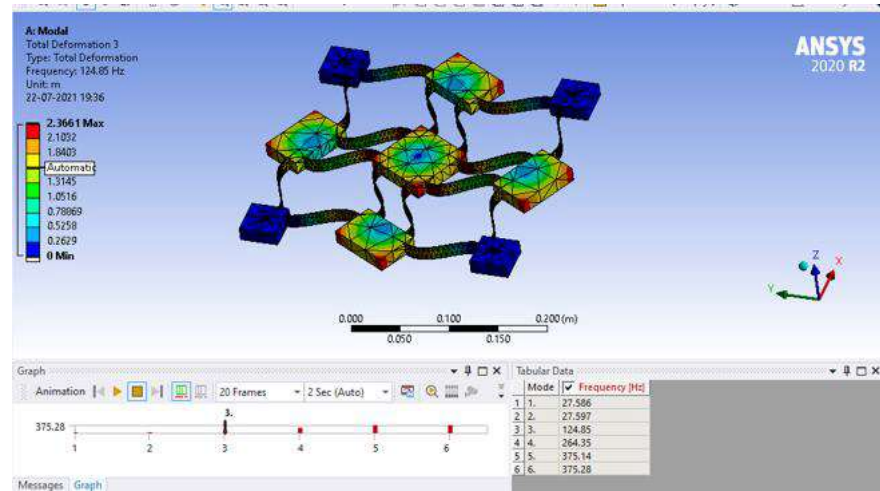 A: Modal
Total Deformation 3
Type: Total Deformation
Frequency: 124.85 Hz
Unit: m
22-07-2021 19:36
2.3661 Max
2.1032
1.8403
Automatic
1.3145
1.0516
0.78869
0.5258
0.2629
0 Min
ANSYS
2020 R2
Z
X
Y
0.000 0.100 0.200 (m)
0.050 0.150
Graph
Animation 20 Frames 2 Sec (Auto)
3.
375.28
1 2 3 4 5 6
Messages Graph
Tabular Data
Mode Frequency [Hz]
1 1. 27.586
2 2. 27.597
3 3. 124.85
4 4. 264.35
5 5. 375.14
6 6. 375.28